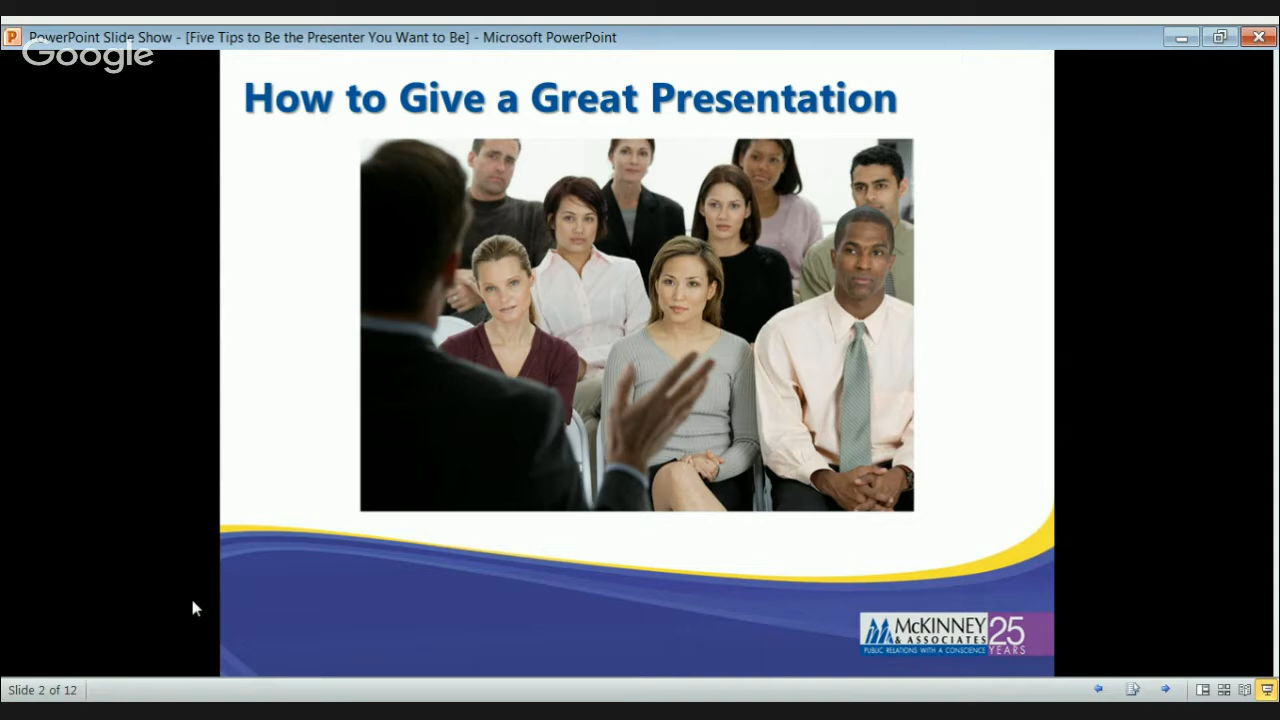 PowerPoint Slide Show - [Five Tips to Be the Presenter You Want to Be] - Microsoft PowerPoint
Google
How to Give a Great Presentation
McKINNEY
& ASSOCIATES
PUBLIC RELATIONS WITH A CONSCIENCE
25
YEARS
Slide 2 of 12